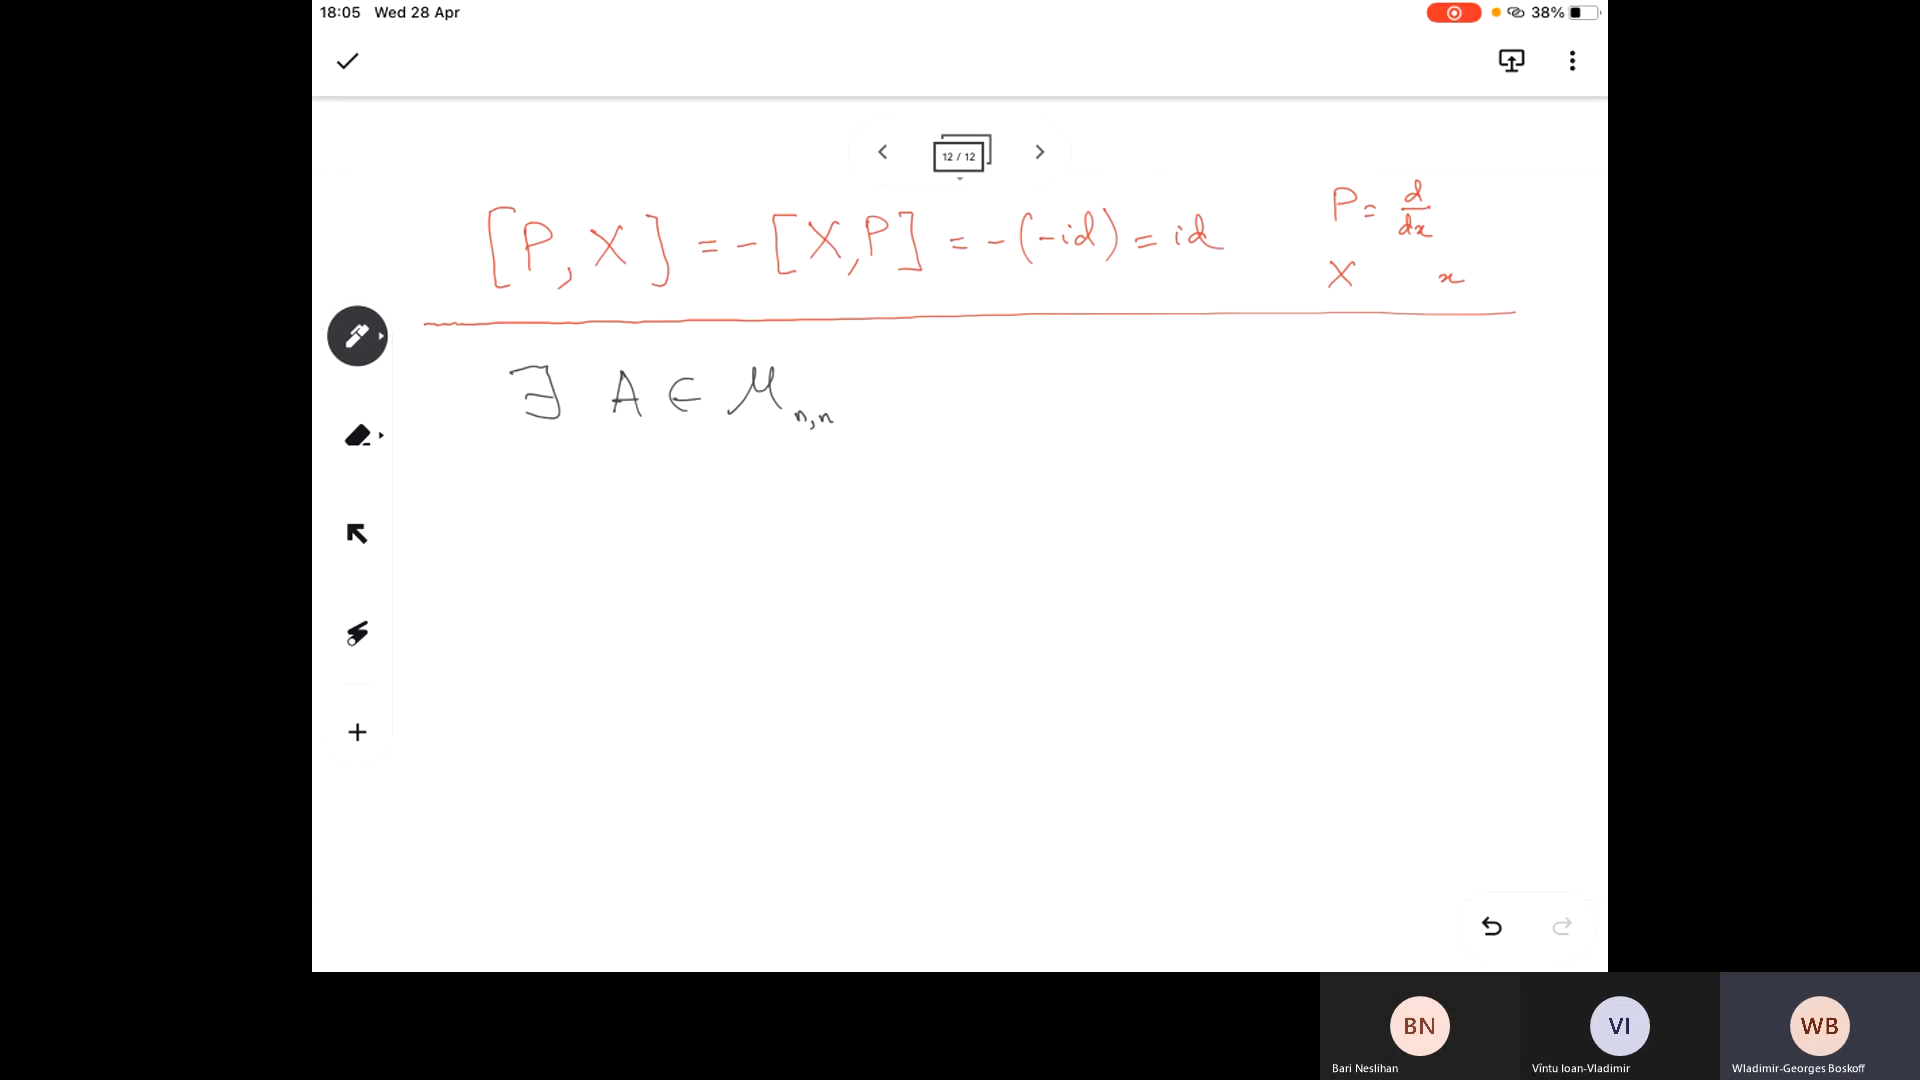 18:05 Wed 28 Apr
38%
12 / 12
[P, X] = -[X,P] = -(-id) = id
P = d/dx
X x
∃ A ∈ M n,n
BN VI WB
Bari Neslihan Vîntu Ioan-Vladimir Wladimir-Georges Boskoff